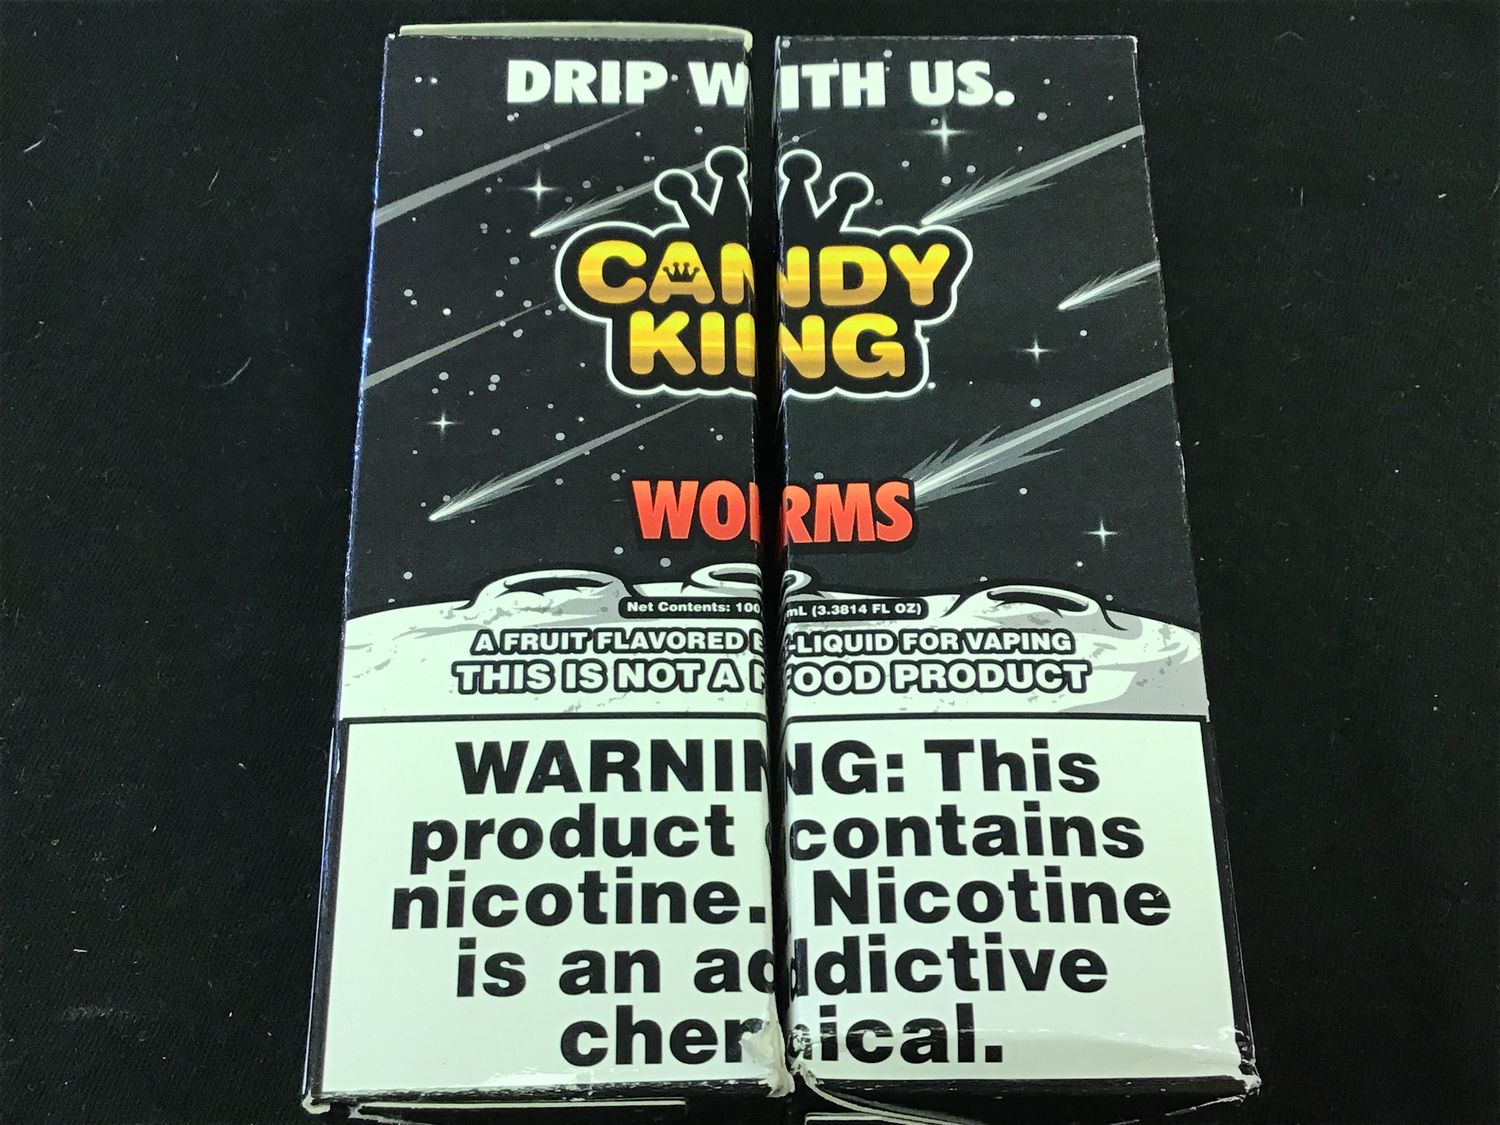 DRIP WITH US.
CANDY
KING
WORMS
Net Contents: 100 mL (3.3814 FL OZ)
A FRUIT FLAVORED E-LIQUID FOR VAPING
THIS IS NOT A FOOD PRODUCT
WARNING: This
product contains
nicotine. Nicotine
is an addictive
chemical.